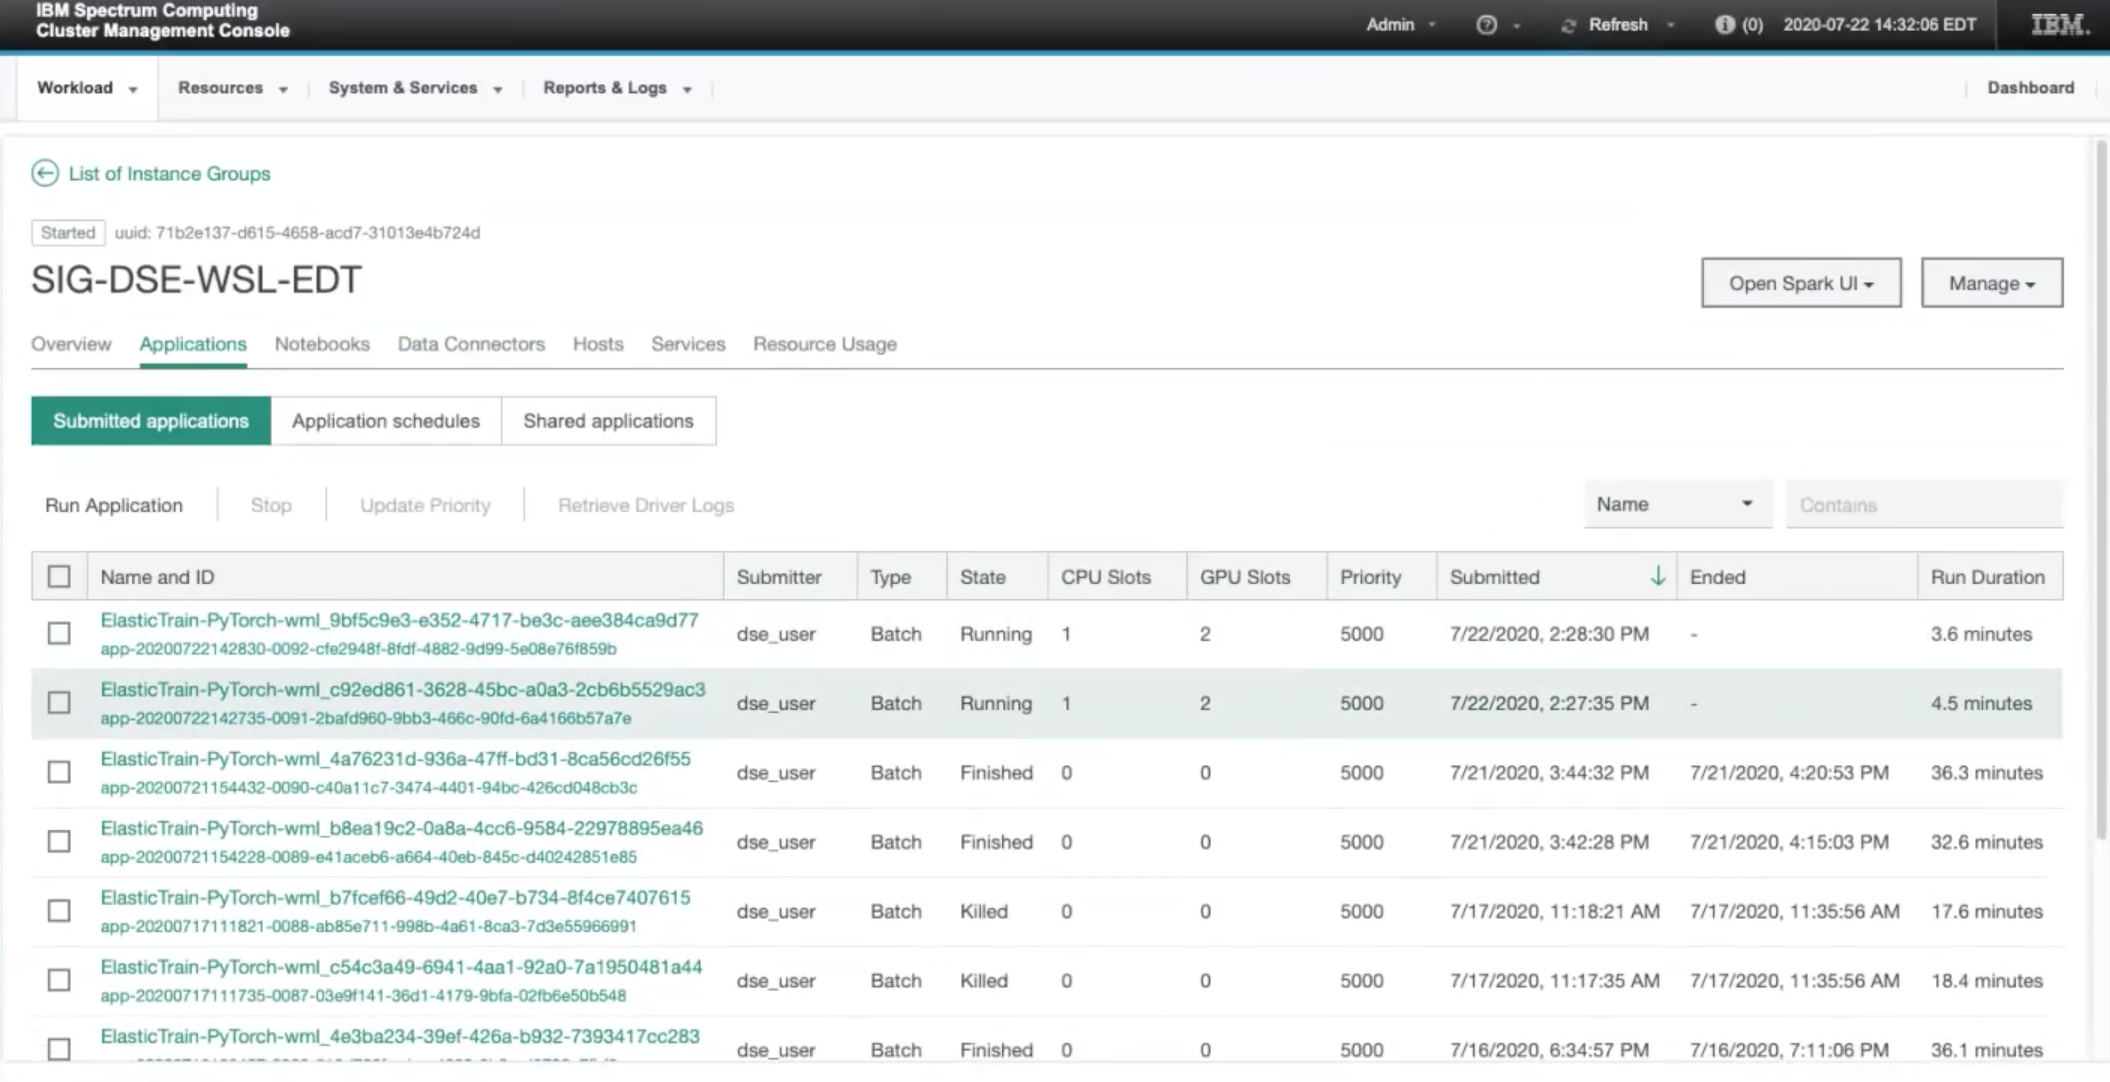 IBM Spectrum Computing
Cluster Management Console
Admin
Refresh
(0)
2020-07-22 14:32:06 EDT
IBM.
Workload
Resources
System & Services
Reports & Logs
Dashboard
List of Instance Groups
Started uuid: 71b2e137-d615-4658-acd7-31013e4b724d
SIG-DSE-WSL-EDT
Open Spark UI
Manage
Overview Applications Notebooks Data Connectors Hosts Services Resource Usage
Submitted applications Application schedules Shared applications
Run Application Stop Update Priority Retrieve Driver Logs Name Contains
Name and ID Submitter Type State CPU Slots GPU Slots Priority Submitted Ended Run Duration
ElasticTrain-PyTorch-wml_9bf5c9e3-e352-4717-be3c-aee384ca9d77
app-20200722142830-0092-cfe2948f-8fdf-4882-9d99-5e08e76f859b
dse_user Batch Running 1 2 5000 7/22/2020, 2:28:30 PM - 3.6 minutes
ElasticTrain-PyTorch-wml_c92ed861-3628-45bc-a0a3-2cb6b5529ac3
app-20200722142735-0091-2bafd960-9bb3-466c-90fd-6a4166b57a7e
dse_user Batch Running 1 2 5000 7/22/2020, 2:27:35 PM - 4.5 minutes
ElasticTrain-PyTorch-wml_4a76231d-936a-47ff-bd31-8ca56cd26f55
app-20200721154432-0090-c40a11c7-3474-4401-94bc-426cd048cb3c
dse_user Batch Finished 0 0 5000 7/21/2020, 3:44:32 PM 7/21/2020, 4:20:53 PM 36.3 minutes
ElasticTrain-PyTorch-wml_b8ea19c2-0a8a-4cc6-9584-22978895ea46
app-20200721154228-0089-e41aceb6-a664-40eb-845c-d40242851e85
dse_user Batch Finished 0 0 5000 7/21/2020, 3:42:28 PM 7/21/2020, 4:15:03 PM 32.6 minutes
ElasticTrain-PyTorch-wml_b7fcef66-49d2-40e7-b734-8f4ce7407615
app-20200717111821-0088-ab85e711-998b-4a61-8ca3-7d3e55966991
dse_user Batch Killed 0 0 5000 7/17/2020, 11:18:21 AM 7/17/2020, 11:35:56 AM 17.6 minutes
ElasticTrain-PyTorch-wml_c54c3a49-6941-4aa1-92a0-7a1950481a44
app-20200717111735-0087-03e9f141-36d1-4179-9bfa-02fb6e50b548
dse_user Batch Killed 0 0 5000 7/17/2020, 11:17:35 AM 7/17/2020, 11:35:56 AM 18.4 minutes
ElasticTrain-PyTorch-wml_4e3ba234-39ef-426a-b932-7393417cc283
dse_user Batch Finished 0 0 5000 7/16/2020, 6:34:57 PM 7/16/2020, 7:11:06 PM 36.1 minutes